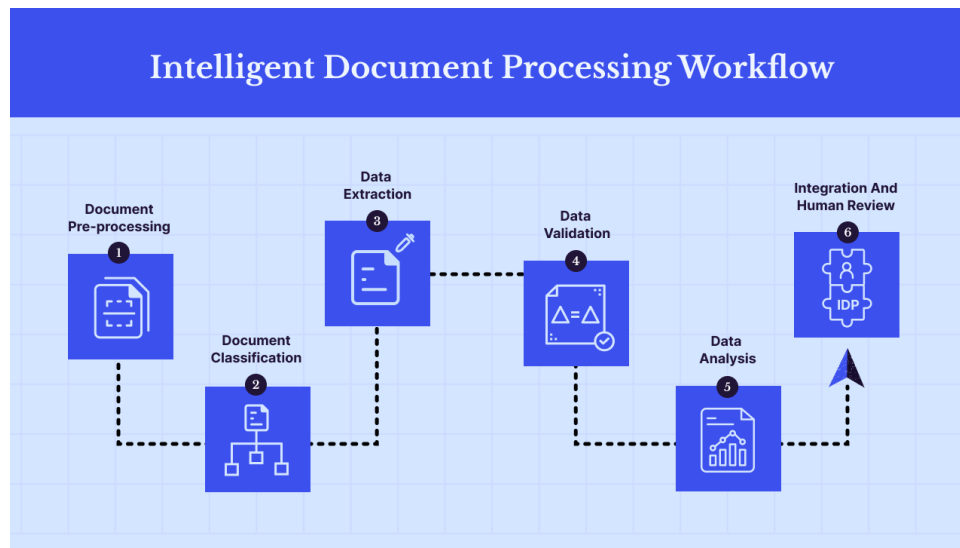 Intelligent Document Processing Workflow
Document
Pre-processing
1
Document
Classification
2
Data
Extraction
3
Data
Validation
4
Δ=Δ
Data
Analysis
5
Integration And
Human Review
6
IDP